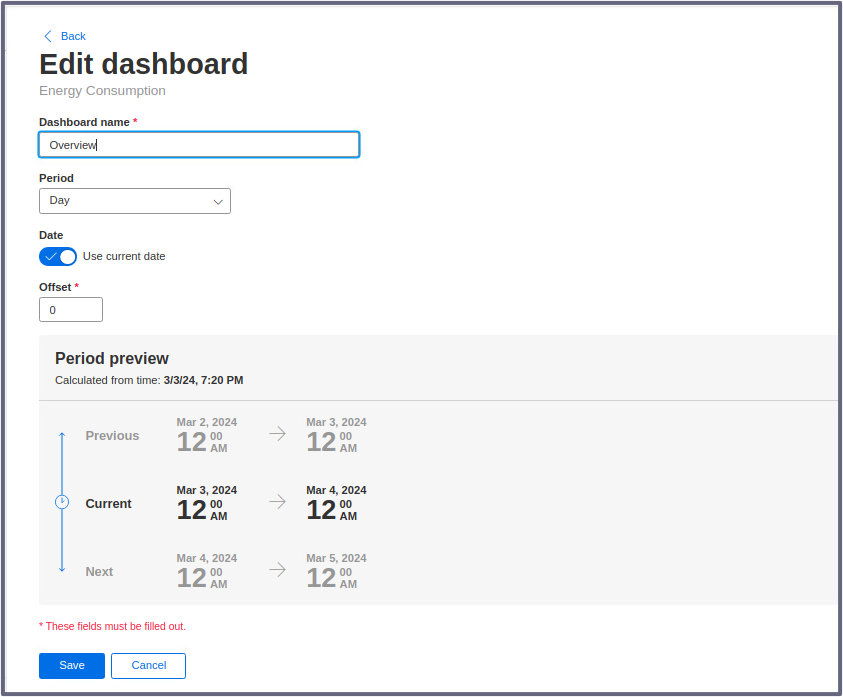 Back
Edit dashboard
Energy Consumption
Dashboard name *
Overview
Period
Day
Date
Use current date
Offset *
0
Period preview
Calculated from time: 3/3/24, 7:20 PM
Previous
Mar 2, 2024
12 00 AM
Mar 3, 2024
12 00 AM
Current
Mar 3, 2024
12 00 AM
Mar 4, 2024
12 00 AM
Next
Mar 4, 2024
12 00 AM
Mar 5, 2024
12 00 AM
* These fields must be filled out.
Save Cancel